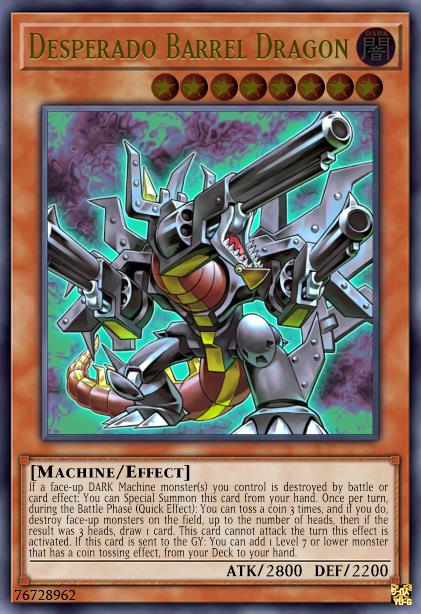 DESPERADO BARREL DRAGON
DARK
闇
[MACHINE/EFFECT]
If a face-up DARK Machine monster(s) you control is destroyed by battle or
card effect: You can Special Summon this card from your hand. Once per turn,
during the Battle Phase (Quick Effect): You can toss a coin 3 times, and if you do,
destroy face-up monsters on the field, up to the number of heads, then if the
result was 3 heads, draw 1 card. This card cannot attack the turn this effect is
activated. If this card is sent to the GY: You can add 1 Level 7 or lower monster
that has a coin tossing effect, from your Deck to your hand.
ATK/2800 DEF/2200
76728962